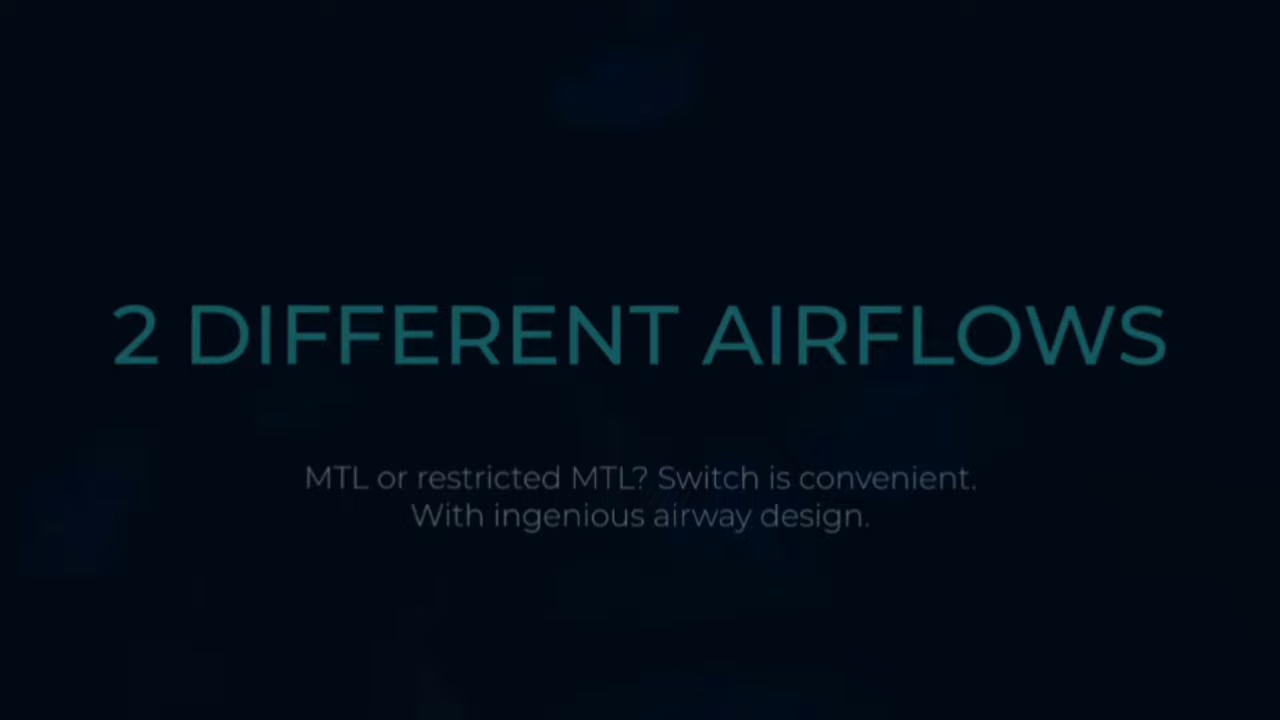 2 DIFFERENT AIRFLOWS
MTL or restricted MTL? Switch is convenient.
With ingenious airway design.